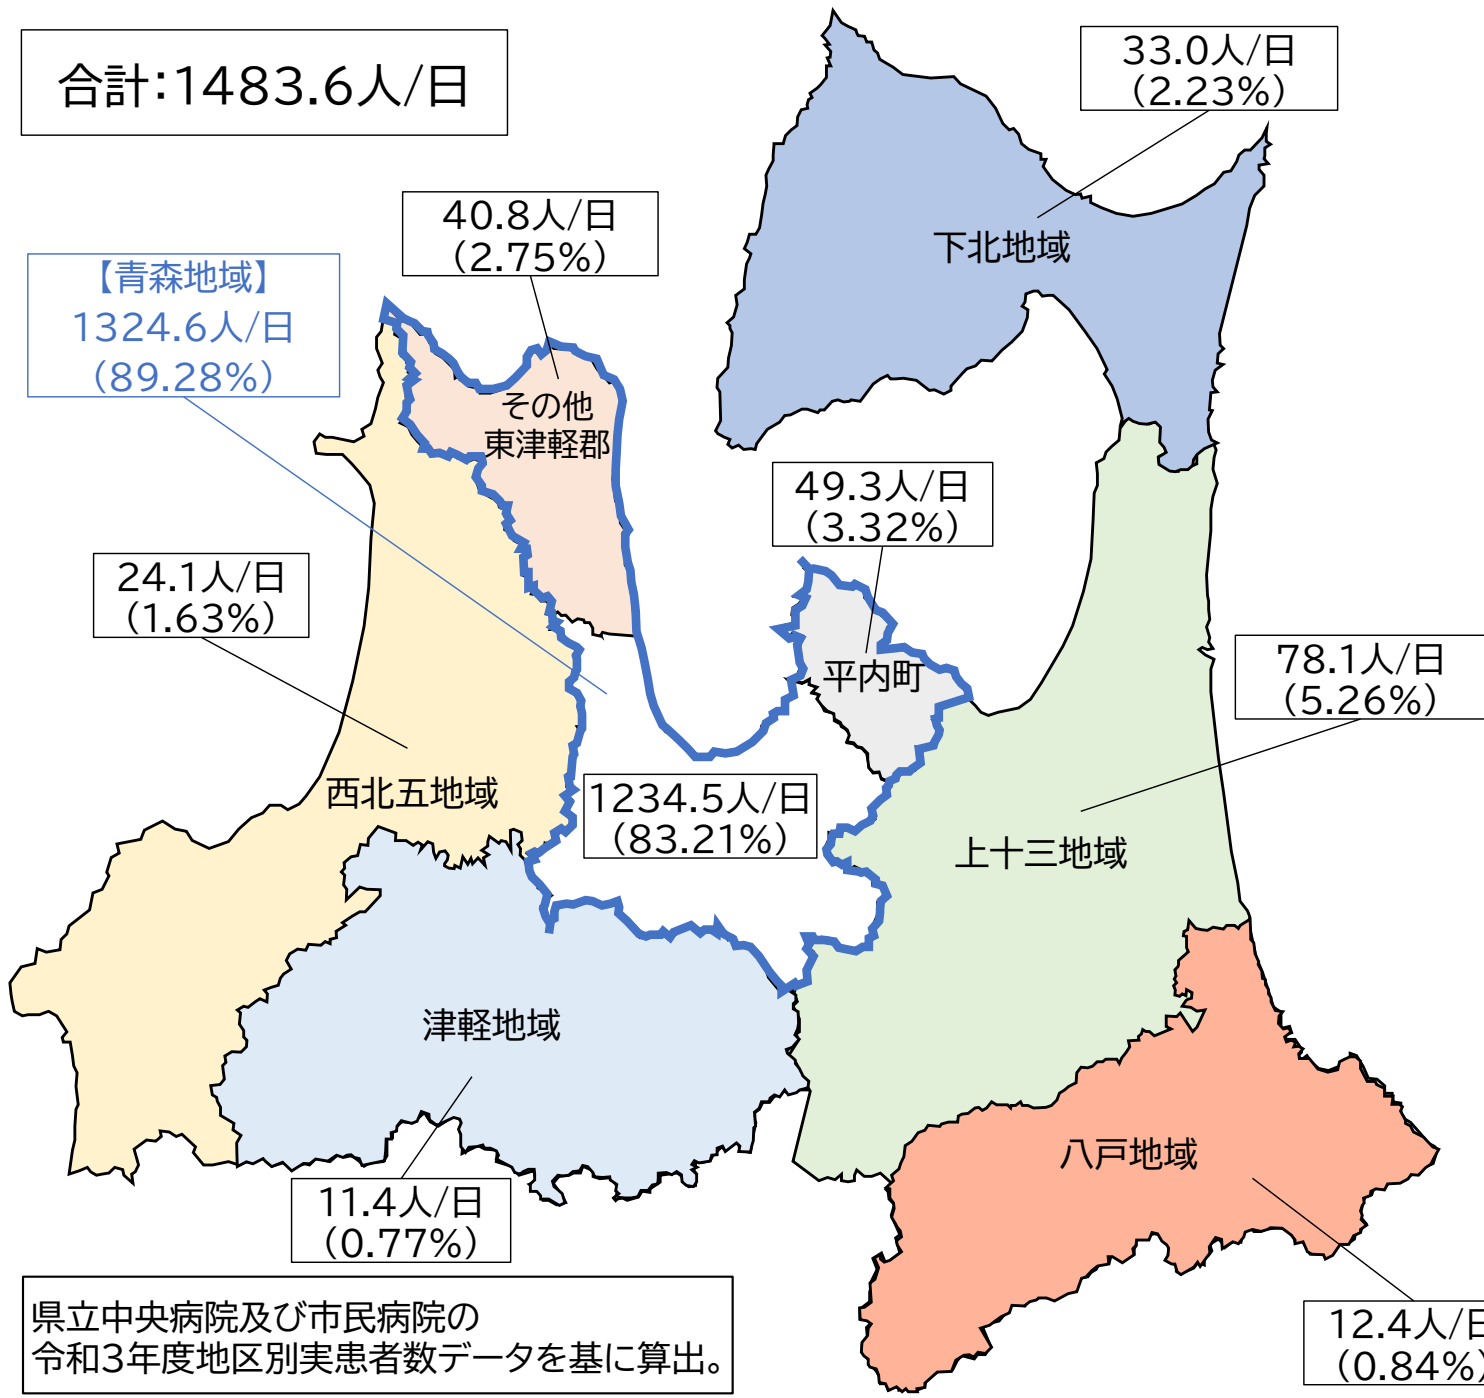 合計：1483.6人/日
33.0人/日
（2.23%）
40.8人/日
（2.75%）
下北地域
【青森地域】
1324.6人/日
（89.28%）
その他
東津軽郡
49.3人/日
（3.32%）
24.1人/日
（1.63%）
平内町
78.1人/日
（5.26%）
西北五地域
1234.5人/日
（83.21%）
上十三地域
津軽地域
八戸地域
11.4人/日
（0.77%）
県立中央病院及び市民病院の
令和3年度地区別実患者数データを基に算出。
12.4人/日
（0.84%）